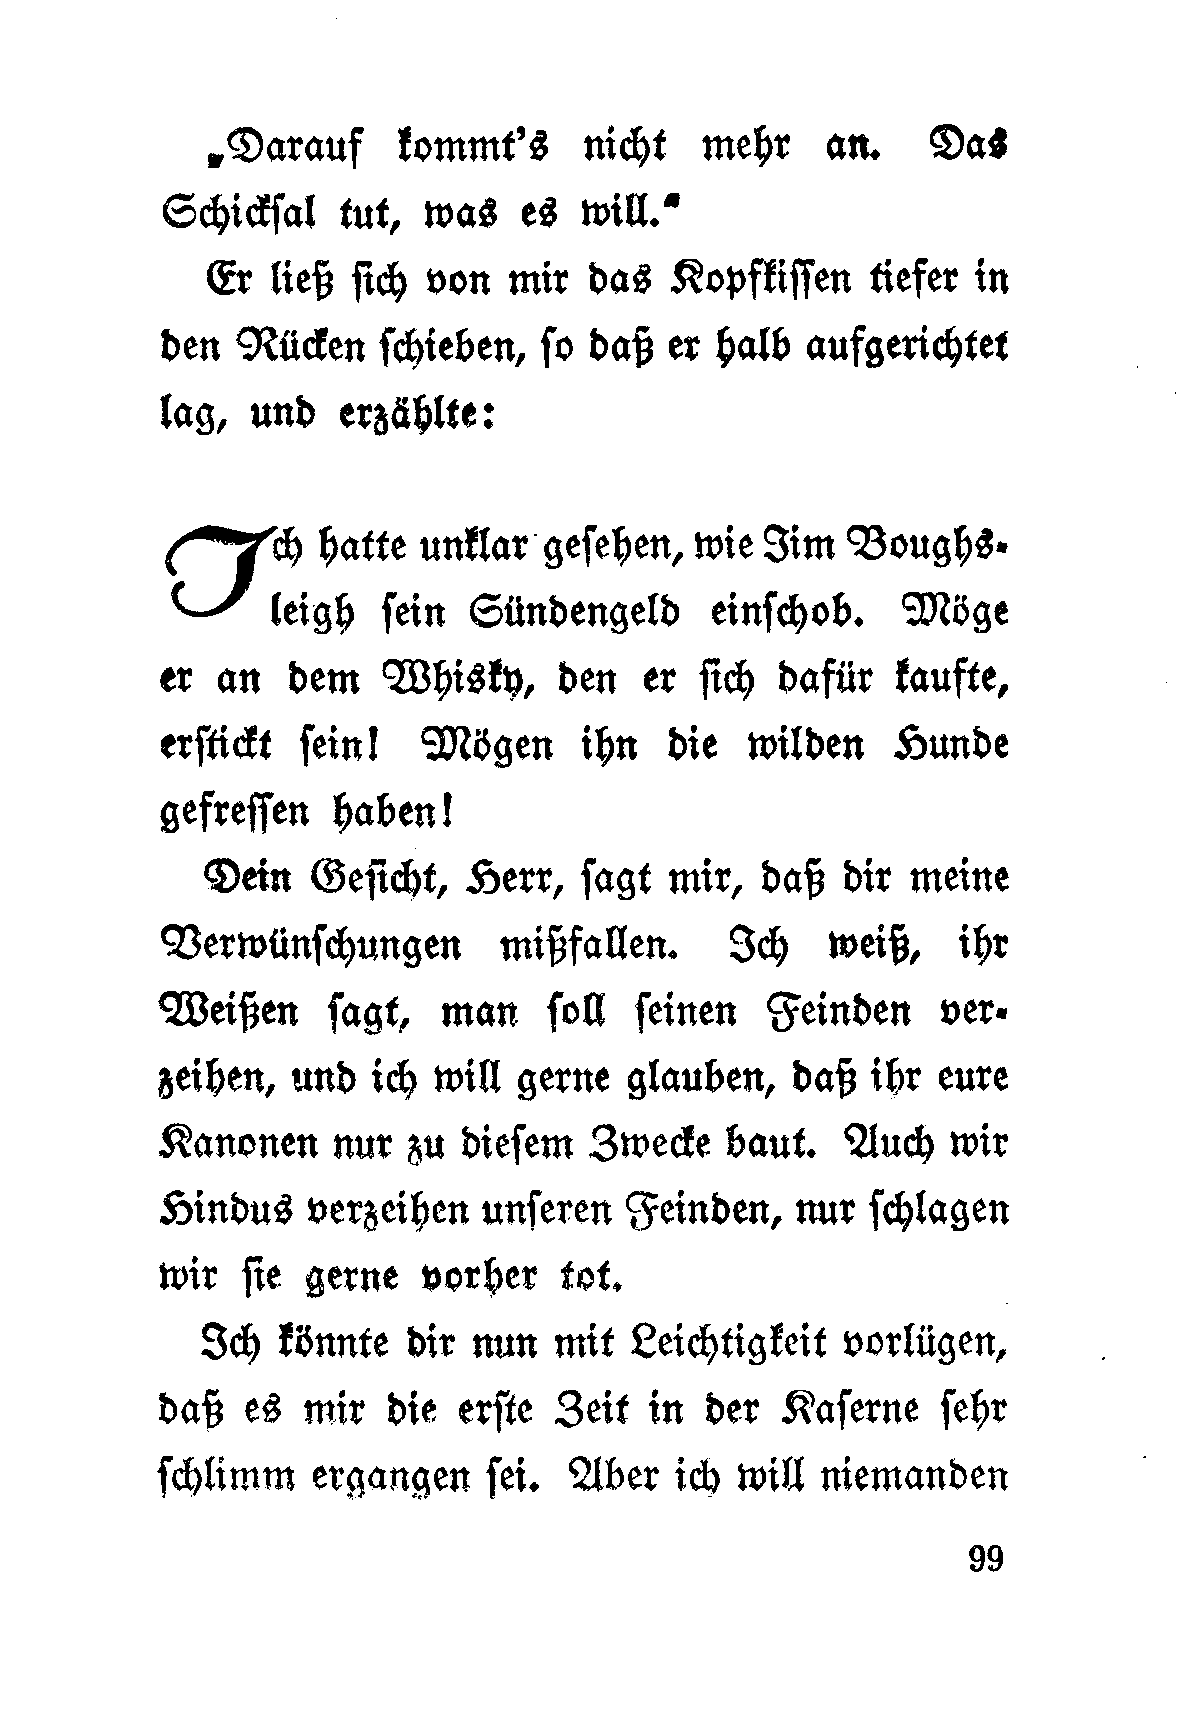 „Darauf kommt's nicht mehr an. Das
Schicksal tut, was es will.“
Er ließ sich von mir das Kopfkissen tiefer in
den Rücken schieben, so daß er halb aufgerichtet
lag, und erzählte:
Ich hatte unklar gesehen, wie Jim Boughs-
leigh sein Sündengeld einschob. Möge
er an dem Whisky, den er sich dafür kaufte,
erstickt sein! Mögen ihn die wilden Hunde
gefressen haben!
Dein Gesicht, Herr, sagt mir, daß dir meine
Verwünschungen mißfallen. Ich weiß, ihr
Weißen sagt, man soll seinen Feinden ver-
zeihen, und ich will gerne glauben, daß ihr eure
Kanonen nur zu diesem Zwecke baut. Auch wir
Hindus verzeihen unseren Feinden, nur schlagen
wir sie gerne vorher tot.
Ich könnte dir nun mit Leichtigkeit vorlügen,
daß es mir die erste Zeit in der Kaserne sehr
schlimm ergangen sei. Aber ich will niemanden
99